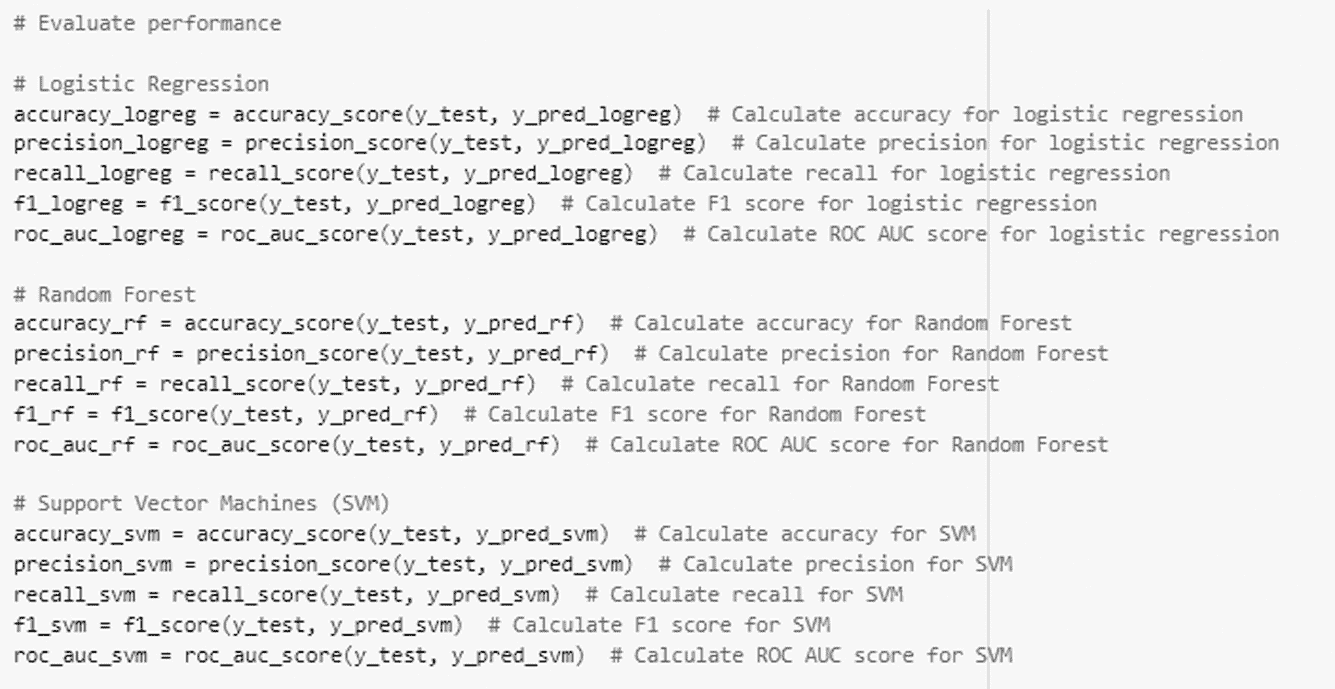 # Evaluate performance
# Logistic Regression
accuracy_logreg = accuracy_score(y_test, y_pred_logreg)  # Calculate accuracy for logistic regression
precision_logreg = precision_score(y_test, y_pred_logreg)  # Calculate precision for logistic regression
recall_logreg = recall_score(y_test, y_pred_logreg)  # Calculate recall for logistic regression
f1_logreg = f1_score(y_test, y_pred_logreg)  # Calculate F1 score for logistic regression
roc_auc_logreg = roc_auc_score(y_test, y_pred_logreg)  # Calculate ROC AUC score for logistic regression
# Random Forest
accuracy_rf = accuracy_score(y_test, y_pred_rf)  # Calculate accuracy for Random Forest
precision_rf = precision_score(y_test, y_pred_rf)  # Calculate precision for Random Forest
recall_rf = recall_score(y_test, y_pred_rf)  # Calculate recall for Random Forest
f1_rf = f1_score(y_test, y_pred_rf)  # Calculate F1 score for Random Forest
roc_auc_rf = roc_auc_score(y_test, y_pred_rf)  # Calculate ROC AUC score for Random Forest
# Support Vector Machines (SVM)
accuracy_svm = accuracy_score(y_test, y_pred_svm)  # Calculate accuracy for SVM
precision_svm = precision_score(y_test, y_pred_svm)  # Calculate precision for SVM
recall_svm = recall_score(y_test, y_pred_svm)  # Calculate recall for SVM
f1_svm = f1_score(y_test, y_pred_svm)  # Calculate F1 score for SVM
roc_auc_svm = roc_auc_score(y_test, y_pred_svm)  # Calculate ROC AUC score for SVM